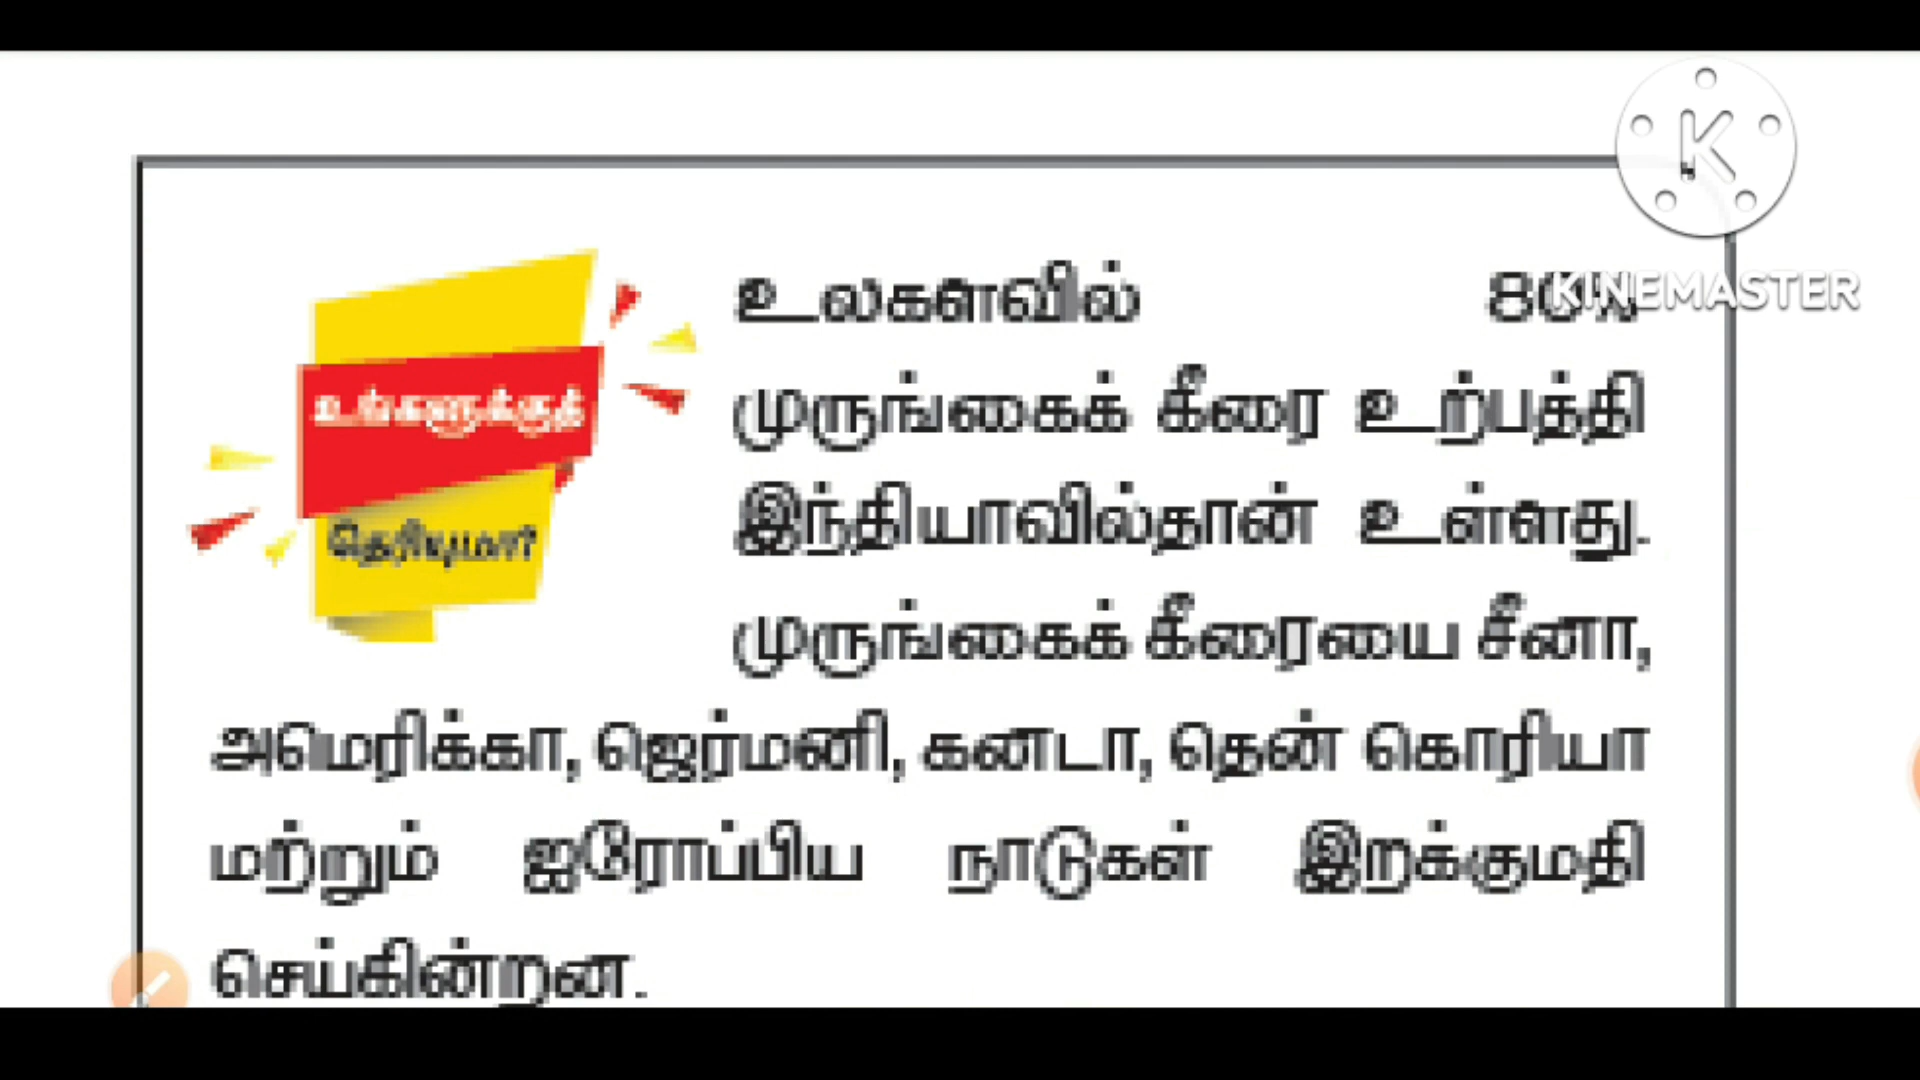 உங்களுக்குத்
தெரியுமா?
உலகளவில் 80%
முருங்கைக் கீரை உற்பத்தி
இந்தியாவில்தான் உள்ளது.
முருங்கைக் கீரையை சீனா,
அமெரிக்கா, ஜெர்மனி, கனடா, தென் கொரியா
மற்றும் ஐரோப்பிய நாடுகள் இறக்குமதி
செய்கின்றன.
K
KINEMASTER